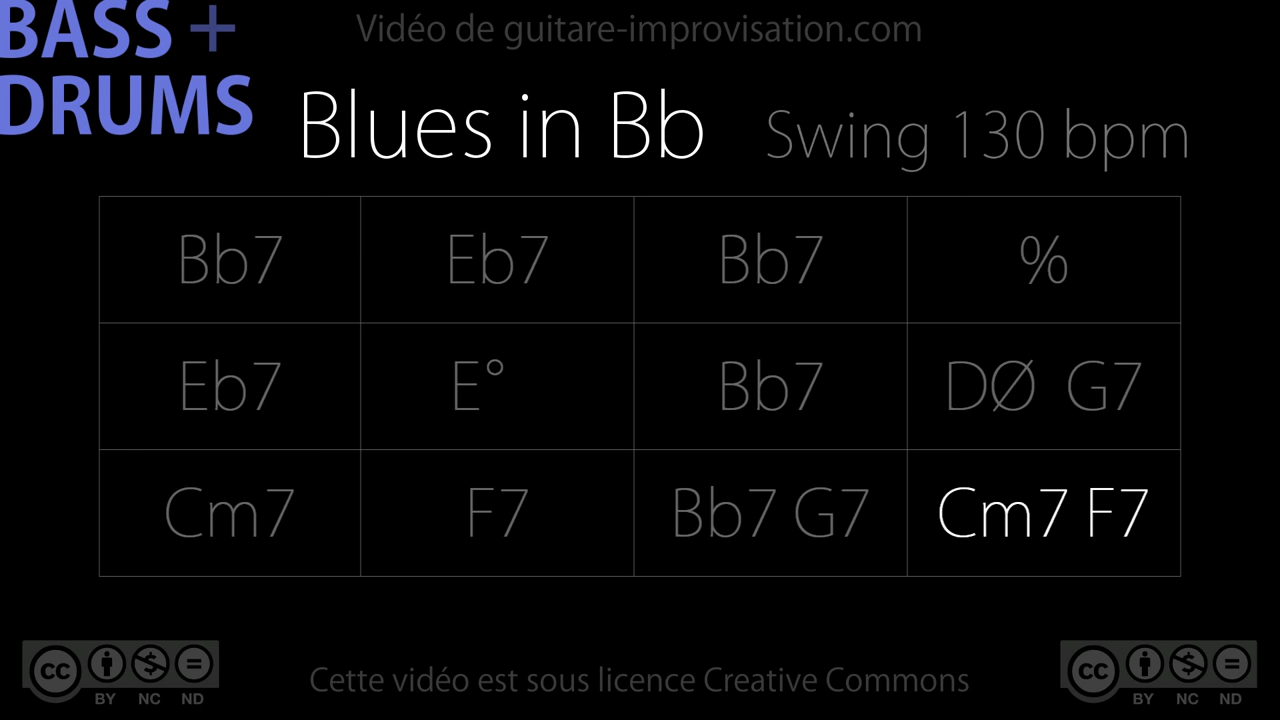 BASS +
DRUMS
Vidéo de guitare-improvisation.com
Blues in Bb Swing 130 bpm
Bb7 Eb7 Bb7 %
Eb7 E° Bb7 DØ G7
Cm7 F7 Bb7 G7 Cm7 F7
cc BY NC ND
Cette vidéo est sous licence Creative Commons
cc BY NC ND